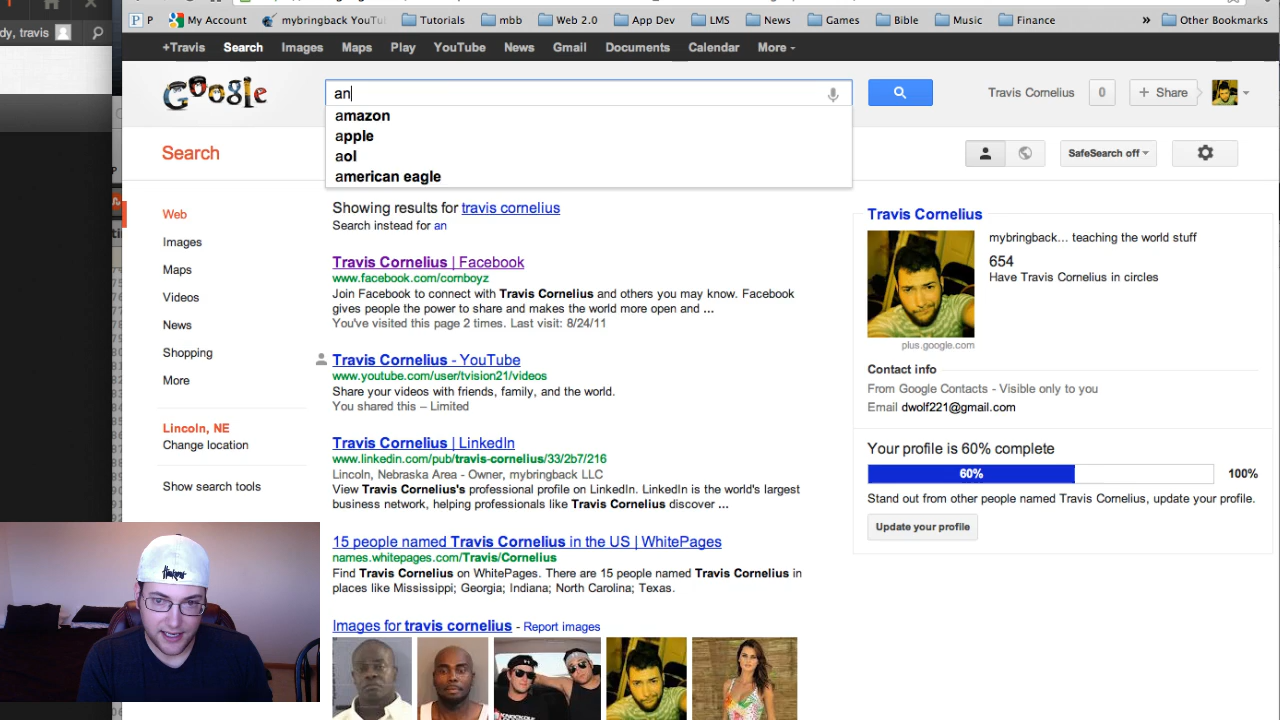 dy, travis
P My Account mybringback YouTu Tutorials mbb Web 2.0 App Dev LMS News Games Bible Music Finance » Other Bookmarks
+Travis Search Images Maps Play YouTube News Gmail Documents Calendar More
Google
an
Travis Cornelius 0 + Share
amazon
apple
aol
american eagle
Search
SafeSearch off
Web
Images
Maps
Videos
News
Shopping
More
Lincoln, NE
Change location
Show search tools
Showing results for travis cornelius
Search instead for an
Travis Cornelius | Facebook
www.facebook.com/cornboyz
Join Facebook to connect with Travis Cornelius and others you may know. Facebook
gives people the power to share and makes the world more open and ...
You've visited this page 2 times. Last visit: 8/24/11
Travis Cornelius - YouTube
www.youtube.com/user/tvision21/videos
Share your videos with friends, family, and the world.
You shared this – Limited
Travis Cornelius | LinkedIn
www.linkedin.com/pub/travis-cornelius/33/2b7/216
Lincoln, Nebraska Area - Owner, mybringback LLC
View Travis Cornelius's professional profile on LinkedIn. LinkedIn is the world's largest
business network, helping professionals like Travis Cornelius discover ...
15 people named Travis Cornelius in the US | WhitePages
names.whitepages.com/Travis/Cornelius
Find Travis Cornelius on WhitePages. There are 15 people named Travis Cornelius in
places like Mississippi; Georgia; Indiana; North Carolina; Texas.
Images for travis cornelius - Report images
Travis Cornelius
mybringback... teaching the world stuff
654
Have Travis Cornelius in circles
plus.google.com
Contact info
From Google Contacts - Visible only to you
Email dwolf221@gmail.com
Your profile is 60% complete
60% 100%
Stand out from other people named Travis Cornelius, update your profile.
Update your profile